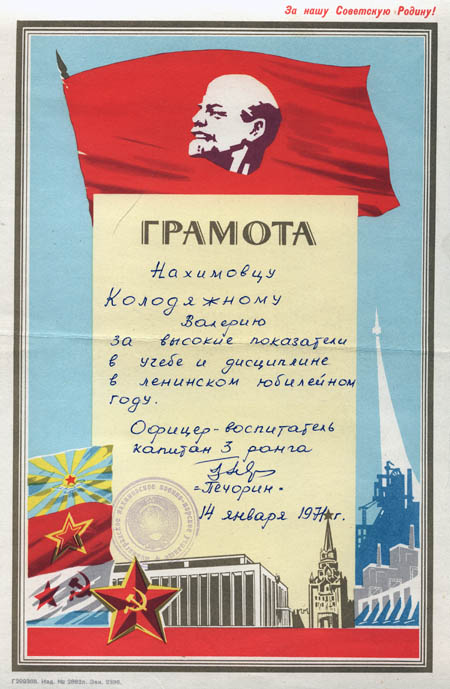 За нашу Советскую Родину!
ГРАМОТА
Нахимовцу
Колодяжному
Валерию
за высокие показатели
в учебе и дисциплине
в ленинском юбилейном
году.
Офицер-воспитатель
капитан 3 ранга
=Печорин=
14 января 1971г.